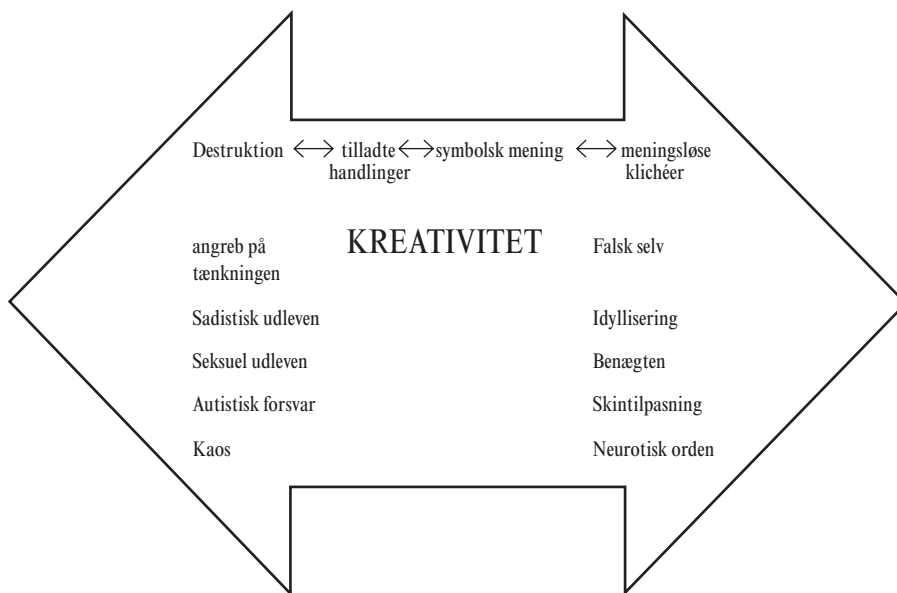 Destruktion ⟷ tilladte ⟷ symbolsk mening ⟷ meningsløse
handlinger klichéer
angreb på KREATIVITET Falsk selv
tænkningen
Sadistisk udleven Idyllisering
Seksuel udleven Benægten
Autistisk forsvar Skintilpasning
Kaos Neurotisk orden